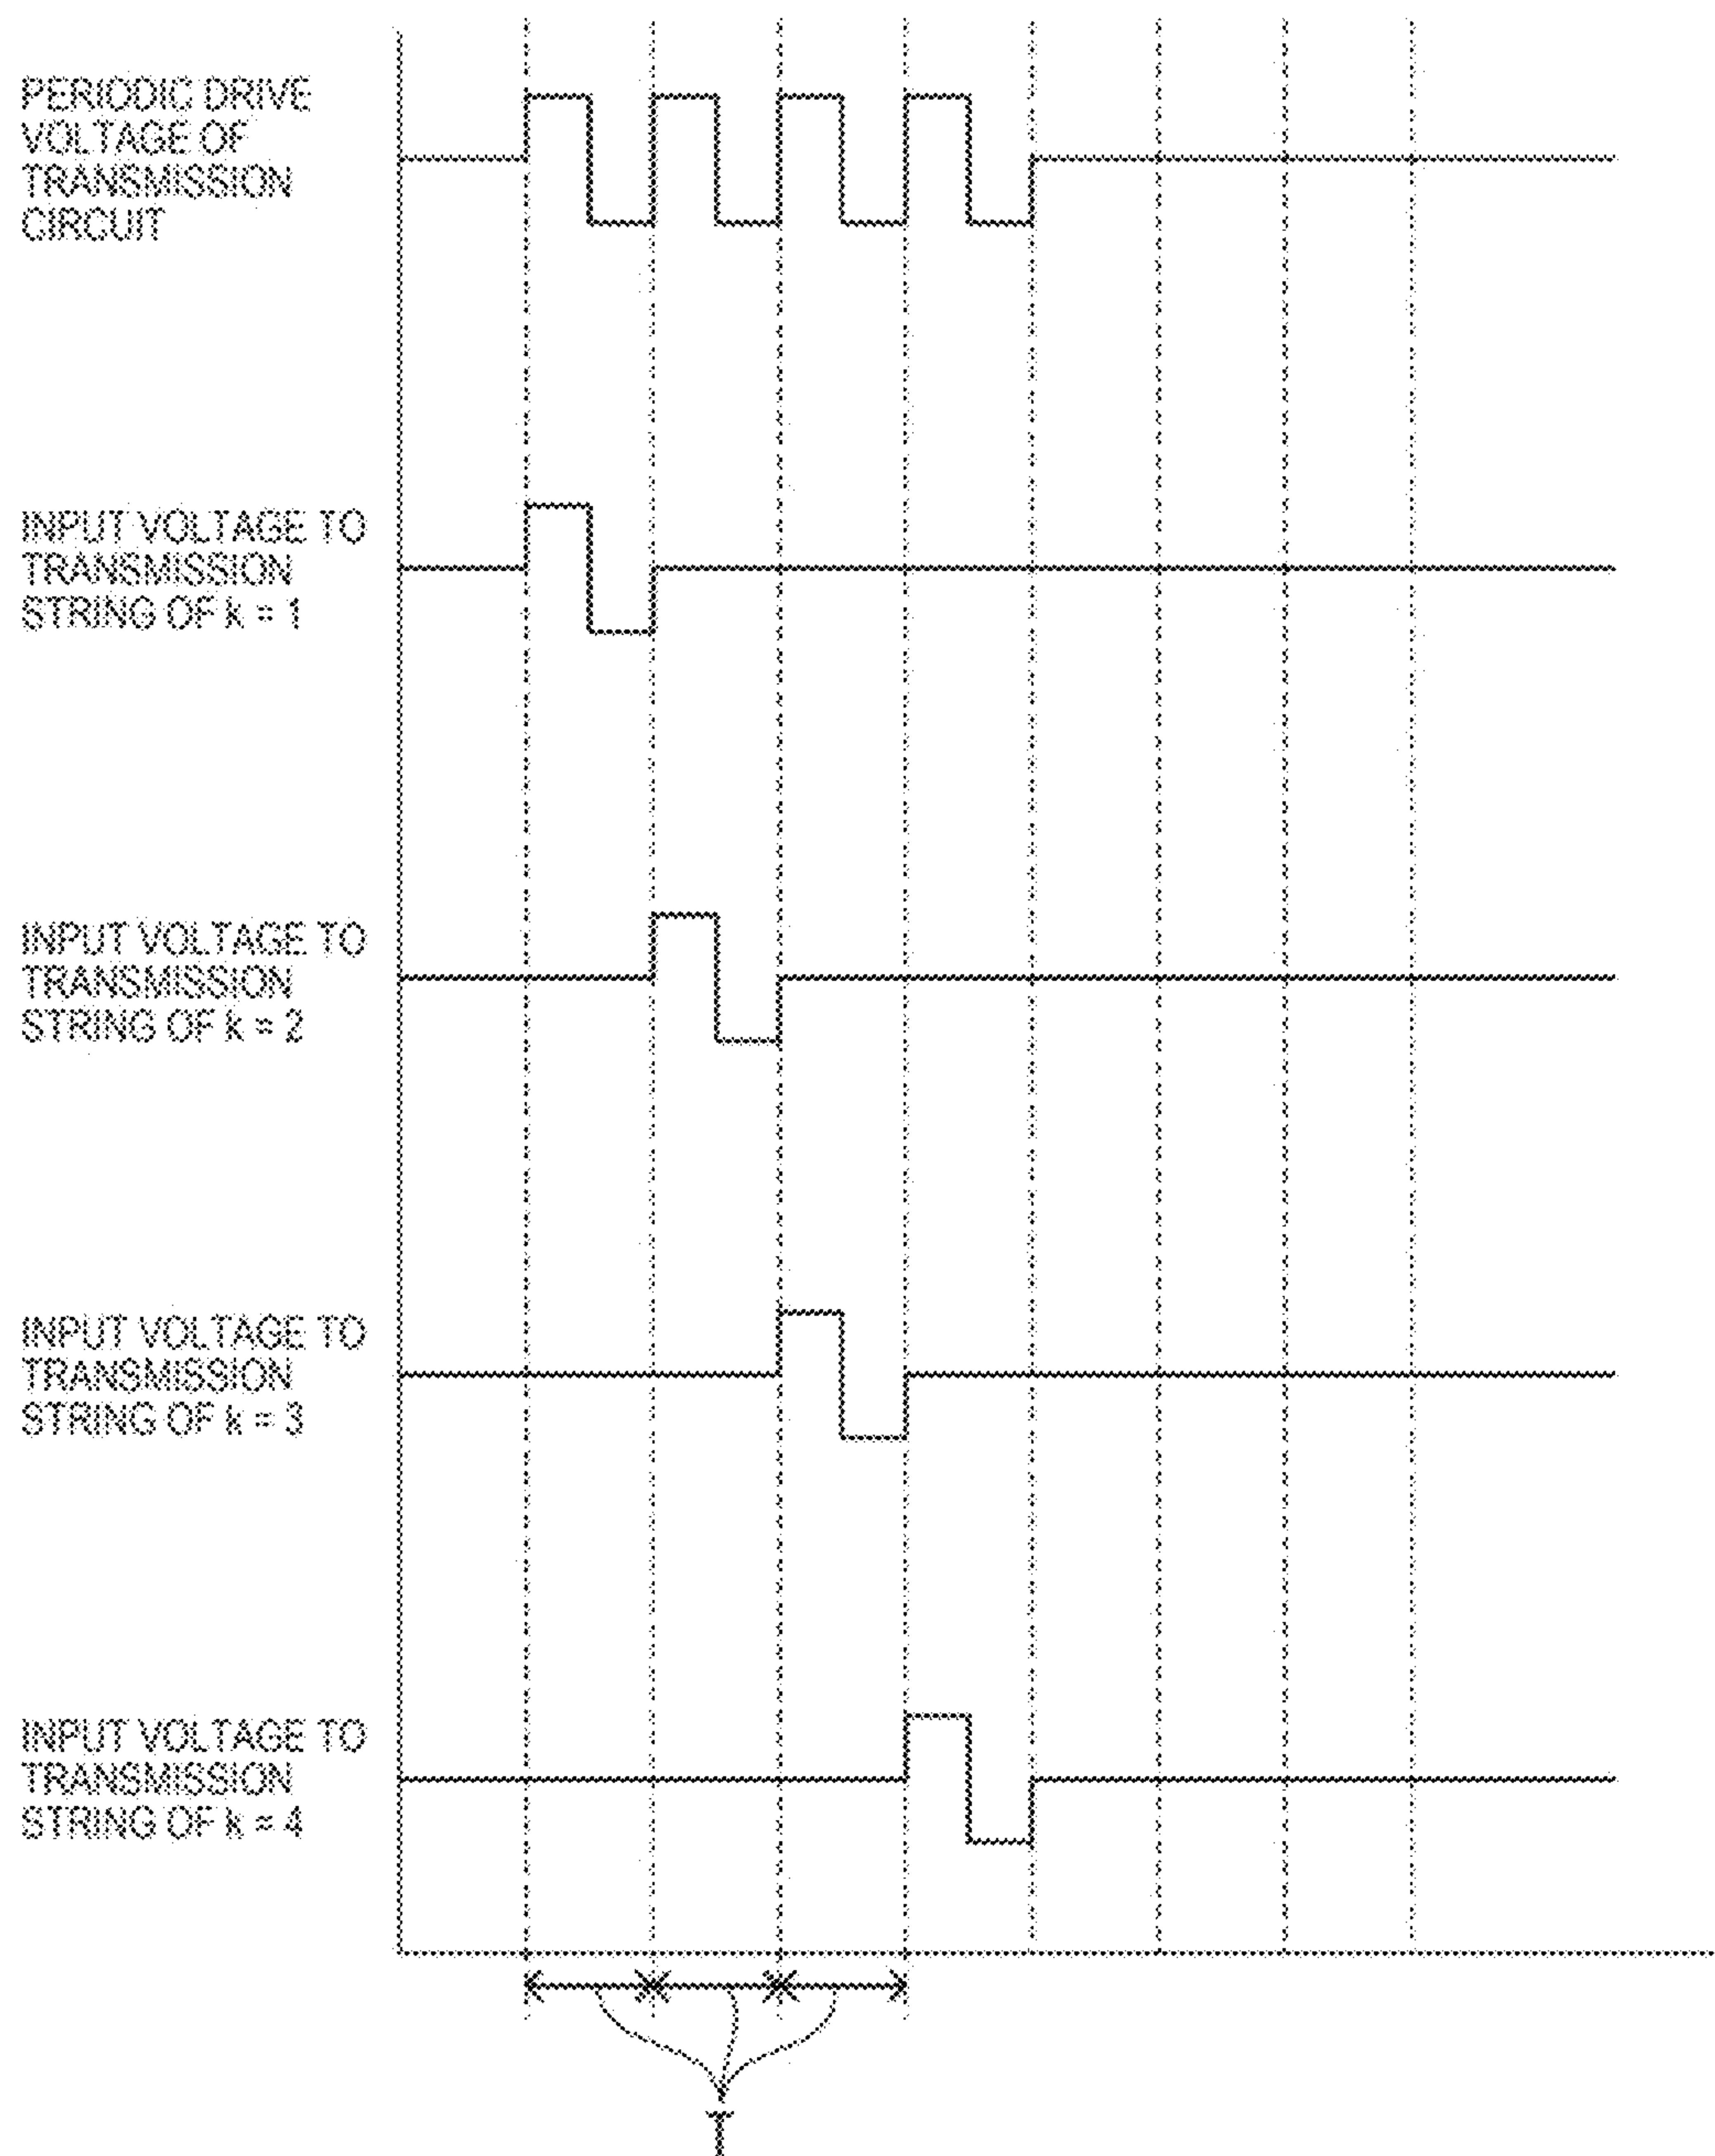 PERIODIC DRIVE
VOLTAGE OF
TRANSMISSION
CIRCUIT
INPUT VOLTAGE TO
TRANSMISSION
STRING OF k = 1
INPUT VOLTAGE TO
TRANSMISSION
STRING OF k = 2
INPUT VOLTAGE TO
TRANSMISSION
STRING OF k = 3
INPUT VOLTAGE TO
TRANSMISSION
STRING OF k = 4
T